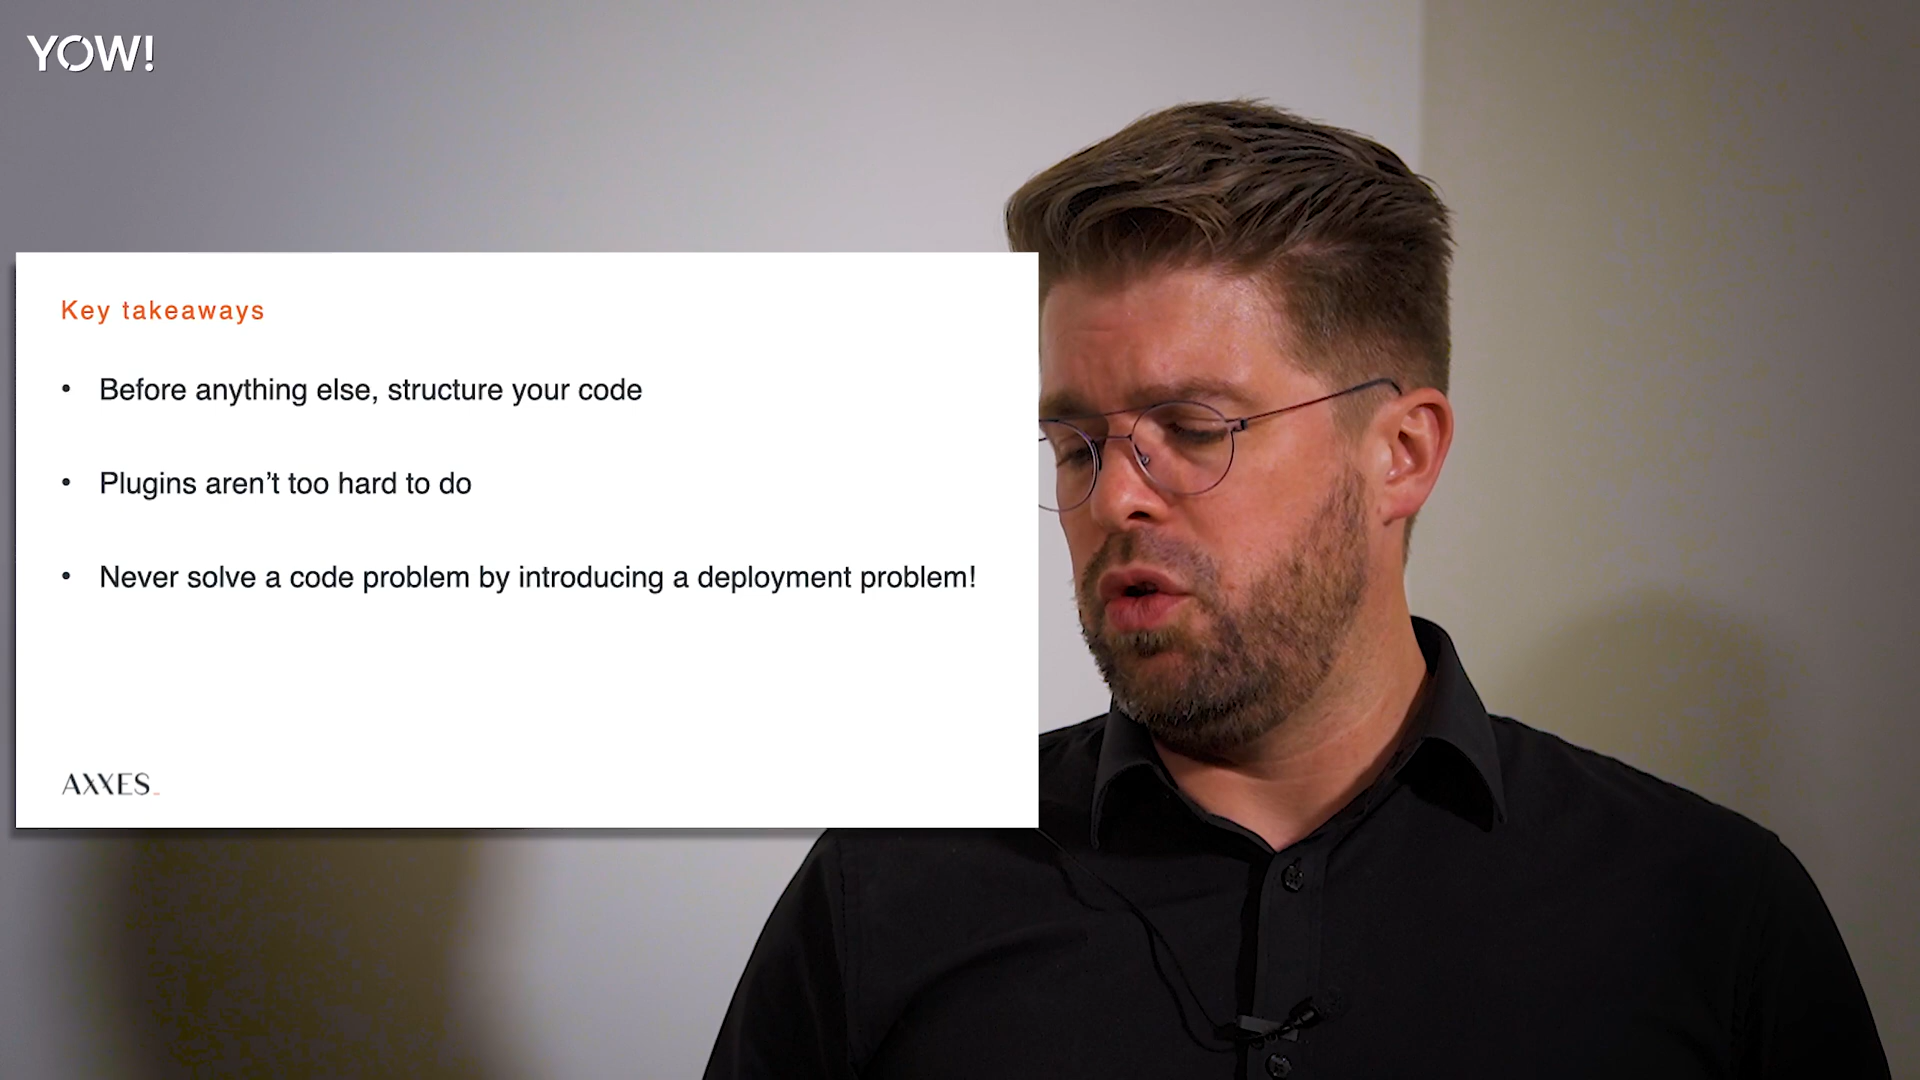 YOW!
Key takeaways
• Before anything else, structure your code
• Plugins aren’t too hard to do
• Never solve a code problem by introducing a deployment problem!
AXXES_